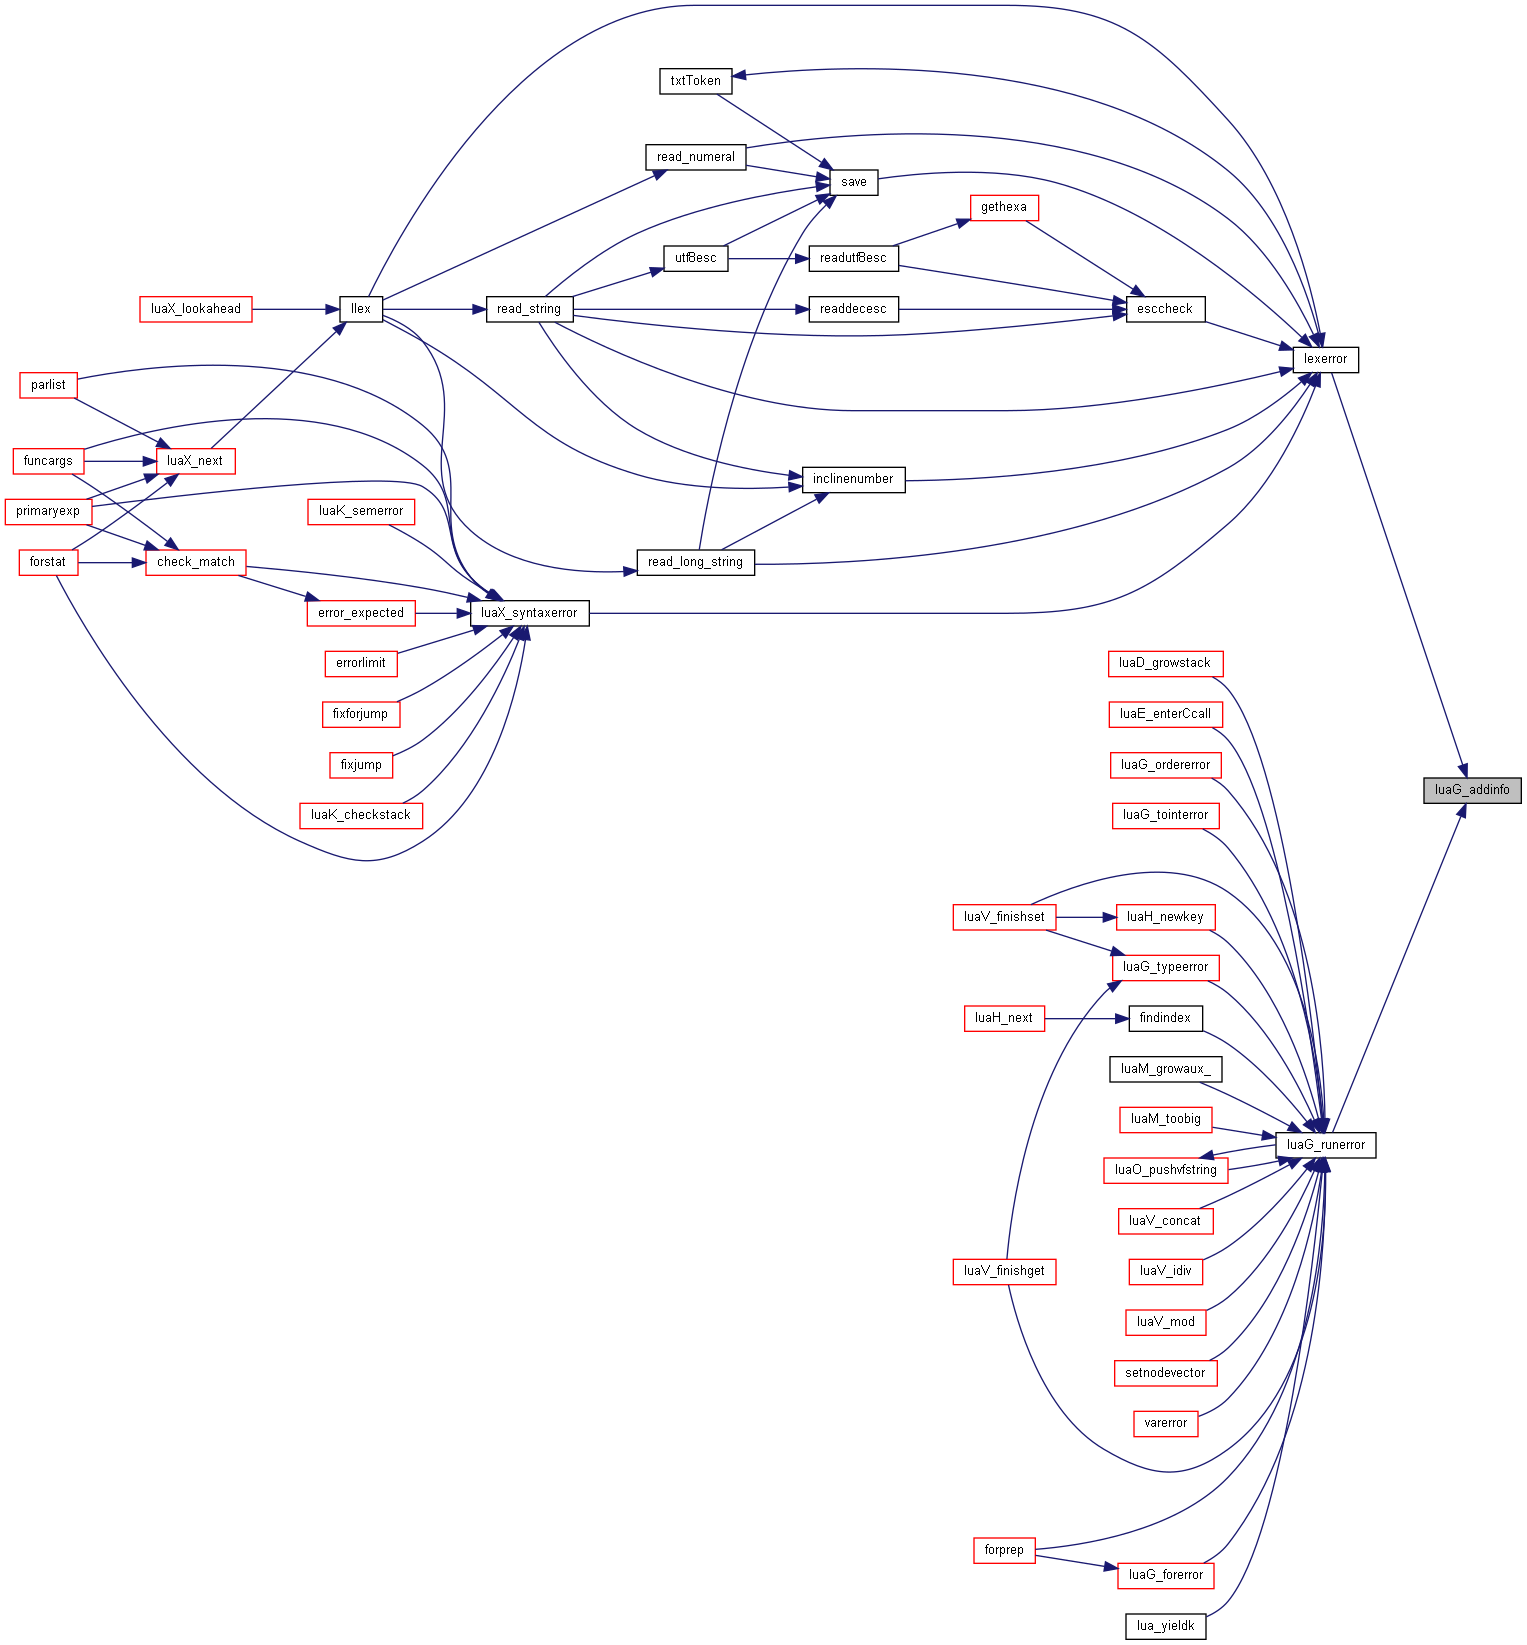 txtToken
read_numeral
save
gethexa
utf8esc
readutf8esc
luaX_lookahead
llex
read_string
readdecesc
esccheck
lexerror
parlist
funcargs
luaX_next
inclinenumber
primaryexp
luaK_semerror
forstat
check_match
read_long_string
error_expected
luaX_syntaxerror
errorlimit
luaD_growstack
fixforjump
luaE_enterCcall
fixjump
luaG_ordererror
luaG_addinfo
luaK_checkstack
luaG_tointerror
luaV_finishset
luaH_newkey
luaG_typeerror
luaH_next
findindex
luaM_growaux_
luaM_toobig
luaG_runerror
luaO_pushvfstring
luaV_concat
luaV_finishget
luaV_idiv
luaV_mod
setnodevector
varerror
forprep
luaG_forerror
lua_yieldk